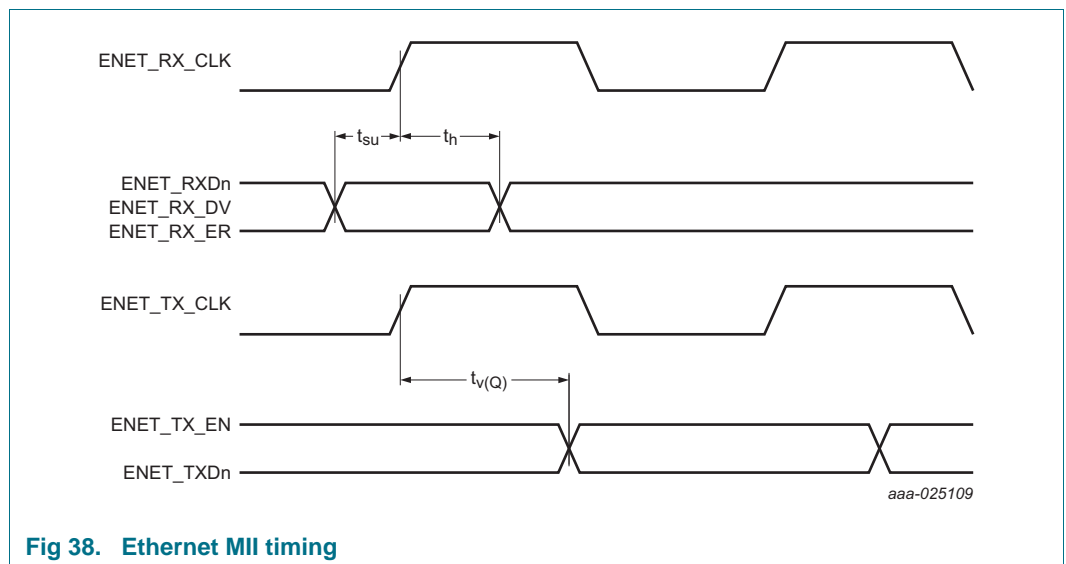 ENET_RX_CLK
tsu
th
ENET_RXDn
ENET_RX_DV
ENET_RX_ER
ENET_TX_CLK
tv(Q)
ENET_TX_EN
ENET_TXDn
aaa-025109
Fig 38. Ethernet MII timing